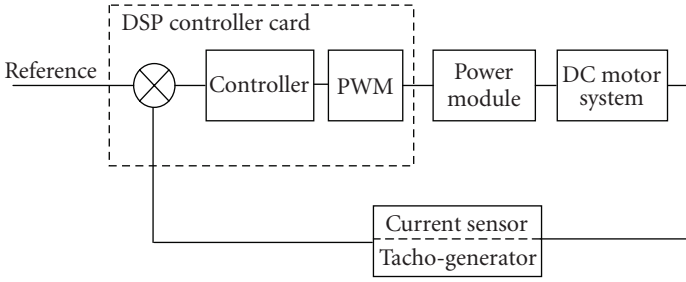 DSP controller card
Reference
Controller
PWM
Power
module
DC motor
system
Current sensor
Tacho-generator